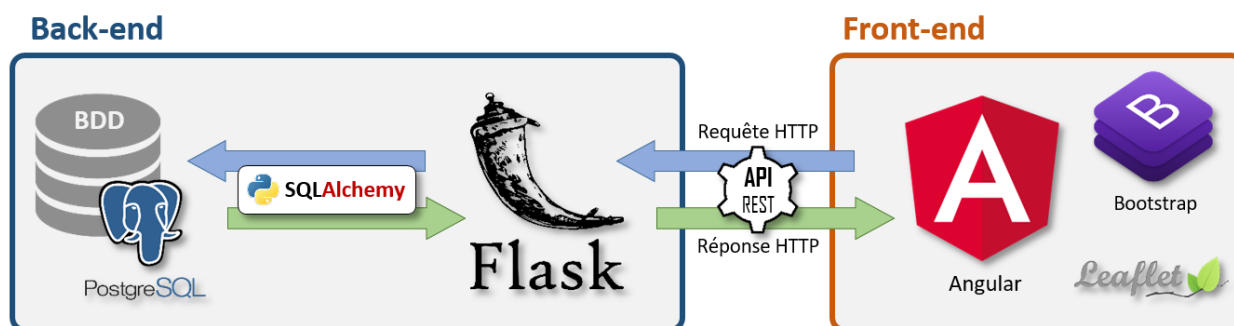 Back-end
Front-end
BDD
PostgreSQL
SQLAlchemy
Flask
Requête HTTP
API
REST
Réponse HTTP
A
Angular
B
Bootstrap
Leaflet